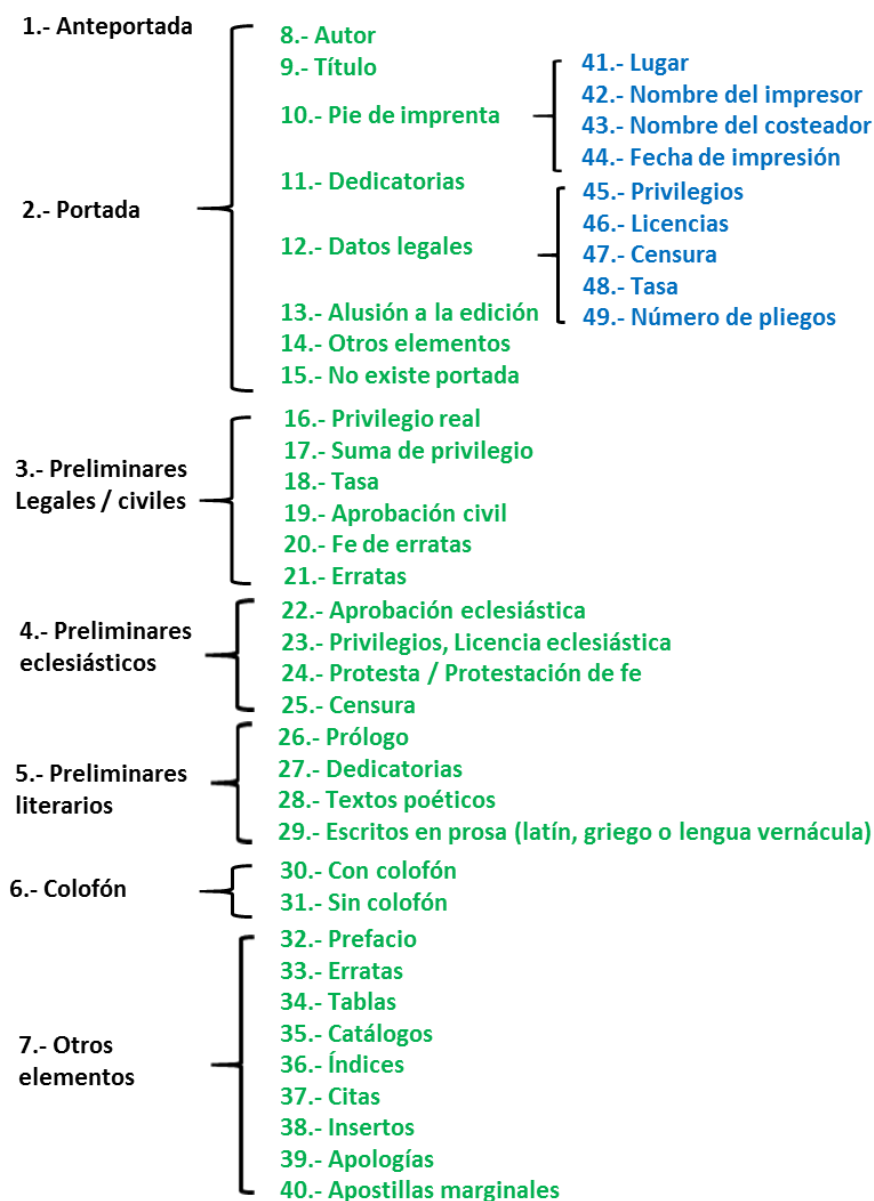 1.- Anteportada
2.- Portada
8.- Autor
9.- Título
10.- Pie de imprenta
41.- Lugar
42.- Nombre del impresor
43.- Nombre del costeador
44.- Fecha de impresión
11.- Dedicatorias
12.- Datos legales
45.- Privilegios
46.- Licencias
47.- Censura
48.- Tasa
49.- Número de pliegos
13.- Alusión a la edición
14.- Otros elementos
15.- No existe portada
3.- Preliminares
Legales / civiles
16.- Privilegio real
17.- Suma de privilegio
18.- Tasa
19.- Aprobación civil
20.- Fe de erratas
21.- Erratas
4.- Preliminares
eclesiásticos
22.- Aprobación eclesiástica
23.- Privilegios, Licencia eclesiástica
24.- Protesta / Protestación de fe
25.- Censura
5.- Preliminares
literarios
26.- Prólogo
27.- Dedicatorias
28.- Textos poéticos
29.- Escritos en prosa (latín, griego o lengua vernácula)
6.- Colofón
30.- Con colofón
31.- Sin colofón
7.- Otros
elementos
32.- Prefacio
33.- Erratas
34.- Tablas
35.- Catálogos
36.- Índices
37.- Citas
38.- Insertos
39.- Apologías
40.- Apostillas marginales